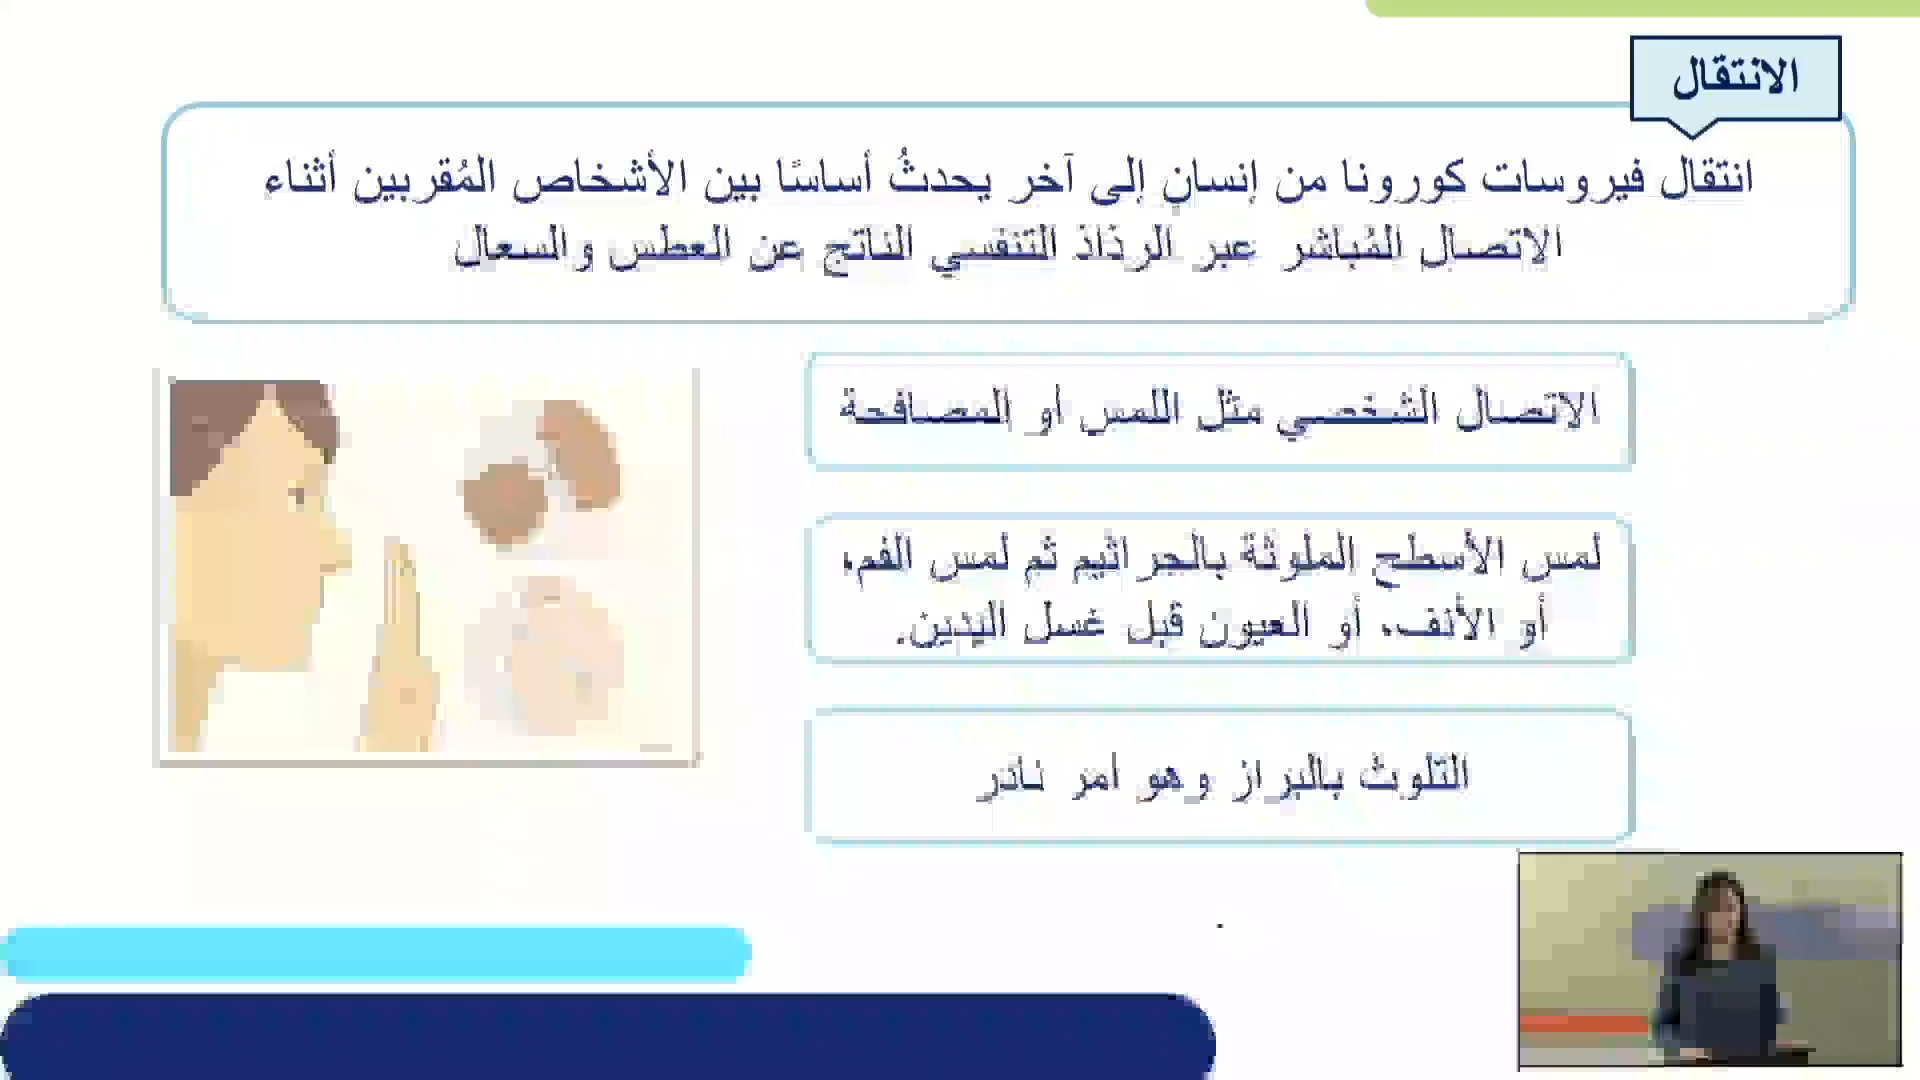 الانتقال
انتقال فيروسات كورونا من إنسانٍ إلى آخر يحدثُ أساسًا بين الأشخاص المُقربين أثناء
الاتصال المُباشر عبر الرذاذ التنفسي الناتج عن العطس والسعال
الاتصال الشخصي مثل اللمس أو المصافحة
لمس الأسطح الملوثة بالجراثيم ثم لمس الفم،
أو الأنف، أو العيون قبل غسل اليدين.
التلوث بالبراز وهو أمر نادر